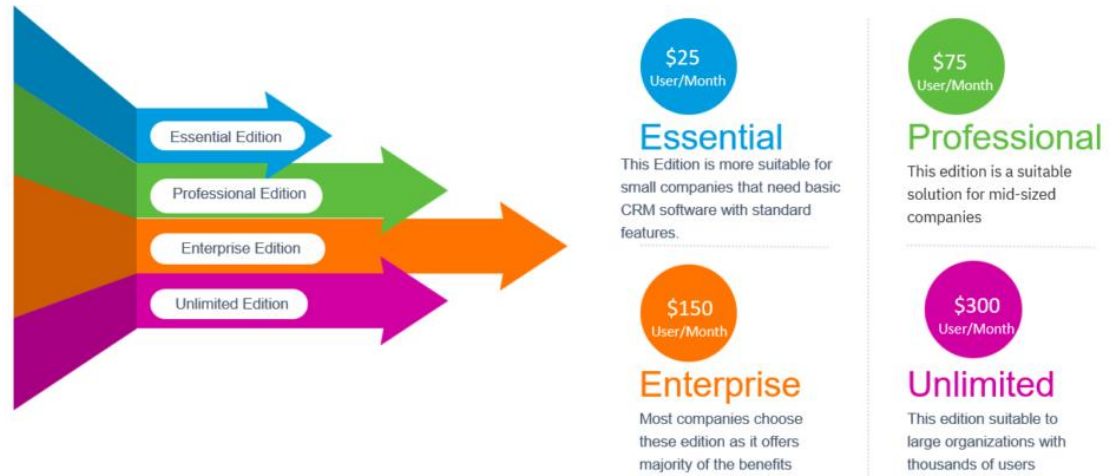 Essential Edition
Professional Edition
Enterprise Edition
Unlimited Edition
$25
User/Month
Essential
This Edition is more suitable for
small companies that need basic
CRM software with standard
features.
$75
User/Month
Professional
This edition is a suitable
solution for mid-sized
companies
$150
User/Month
Enterprise
Most companies choose
these edition as it offers
majority of the benefits
$300
User/Month
Unlimited
This edition suitable to
large organizations with
thousands of users